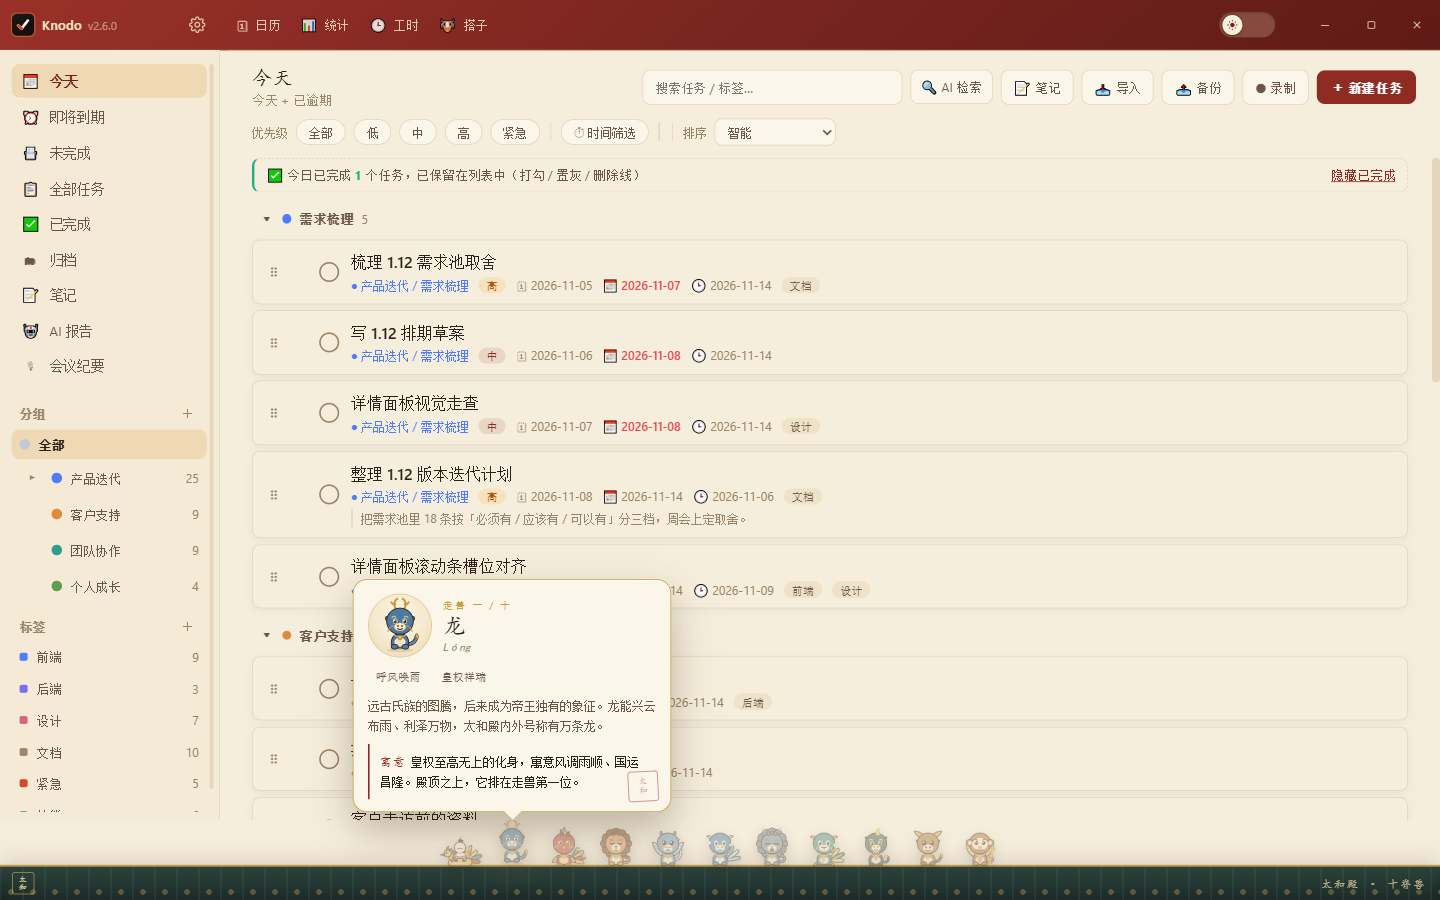 Knodo v2.6.0
日历
统计
工时
搭子
今天
即将到期
未完成
全部任务
已完成
归档
笔记
AI 报告
会议纪要
分组 +
全部
产品迭代 25
客户支持 9
团队协作 9
个人成长 4
标签 +
前端 9
后端 3
设计 7
文档 10
紧急 5
今天
今天 + 已逾期
搜索任务 / 标签...
AI 检索
笔记
导入
备份
录制
+ 新建任务
优先级 全部 低 中 高 紧急 时间筛选 排序 智能
今日已完成 1 个任务，已保留在列表中（打勾 / 置灰 / 删除线）
隐藏已完成
需求梳理 5
梳理 1.12 需求池取舍
产品迭代 / 需求梳理 高 2026-11-05 2026-11-07 2026-11-14 文档
写 1.12 排期草案
产品迭代 / 需求梳理 中 2026-11-06 2026-11-08 2026-11-14
详情面板视觉走查
产品迭代 / 需求梳理 中 2026-11-07 2026-11-08 2026-11-14 设计
整理 1.12 版本迭代计划
产品迭代 / 需求梳理 高 2026-11-08 2026-11-14 2026-11-06 文档
把需求池里 18 条按「必须有 / 应该有 / 可以有」分三档，周会上定取舍。
详情面板滚动条槽位对齐
14 2026-11-09 前端 设计
客户支持
26-11-14 后端
6-11-14
客户走访前的资料
走兽 一 / 十
龙
Lóng
呼风唤雨 皇权祥瑞
远古氏族的图腾，后来成为帝王独有的象征。龙能兴云
布雨、利泽万物，太和殿内外号称有万条龙。
寓意 皇权至高无上的化身，寓意风调雨顺、国运
昌隆。殿顶之上，它排在走兽第一位。
太
和
太
和
太和殿 · 十脊兽